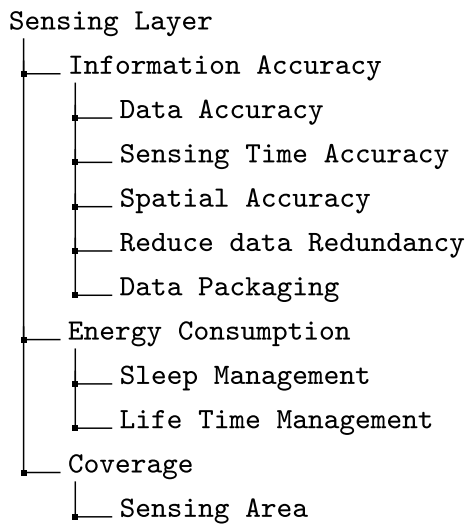 Sensing Layer
Information Accuracy
Data Accuracy
Sensing Time Accuracy
Spatial Accuracy
Reduce data Redundancy
Data Packaging
Energy Consumption
Sleep Management
Life Time Management
Coverage
Sensing Area